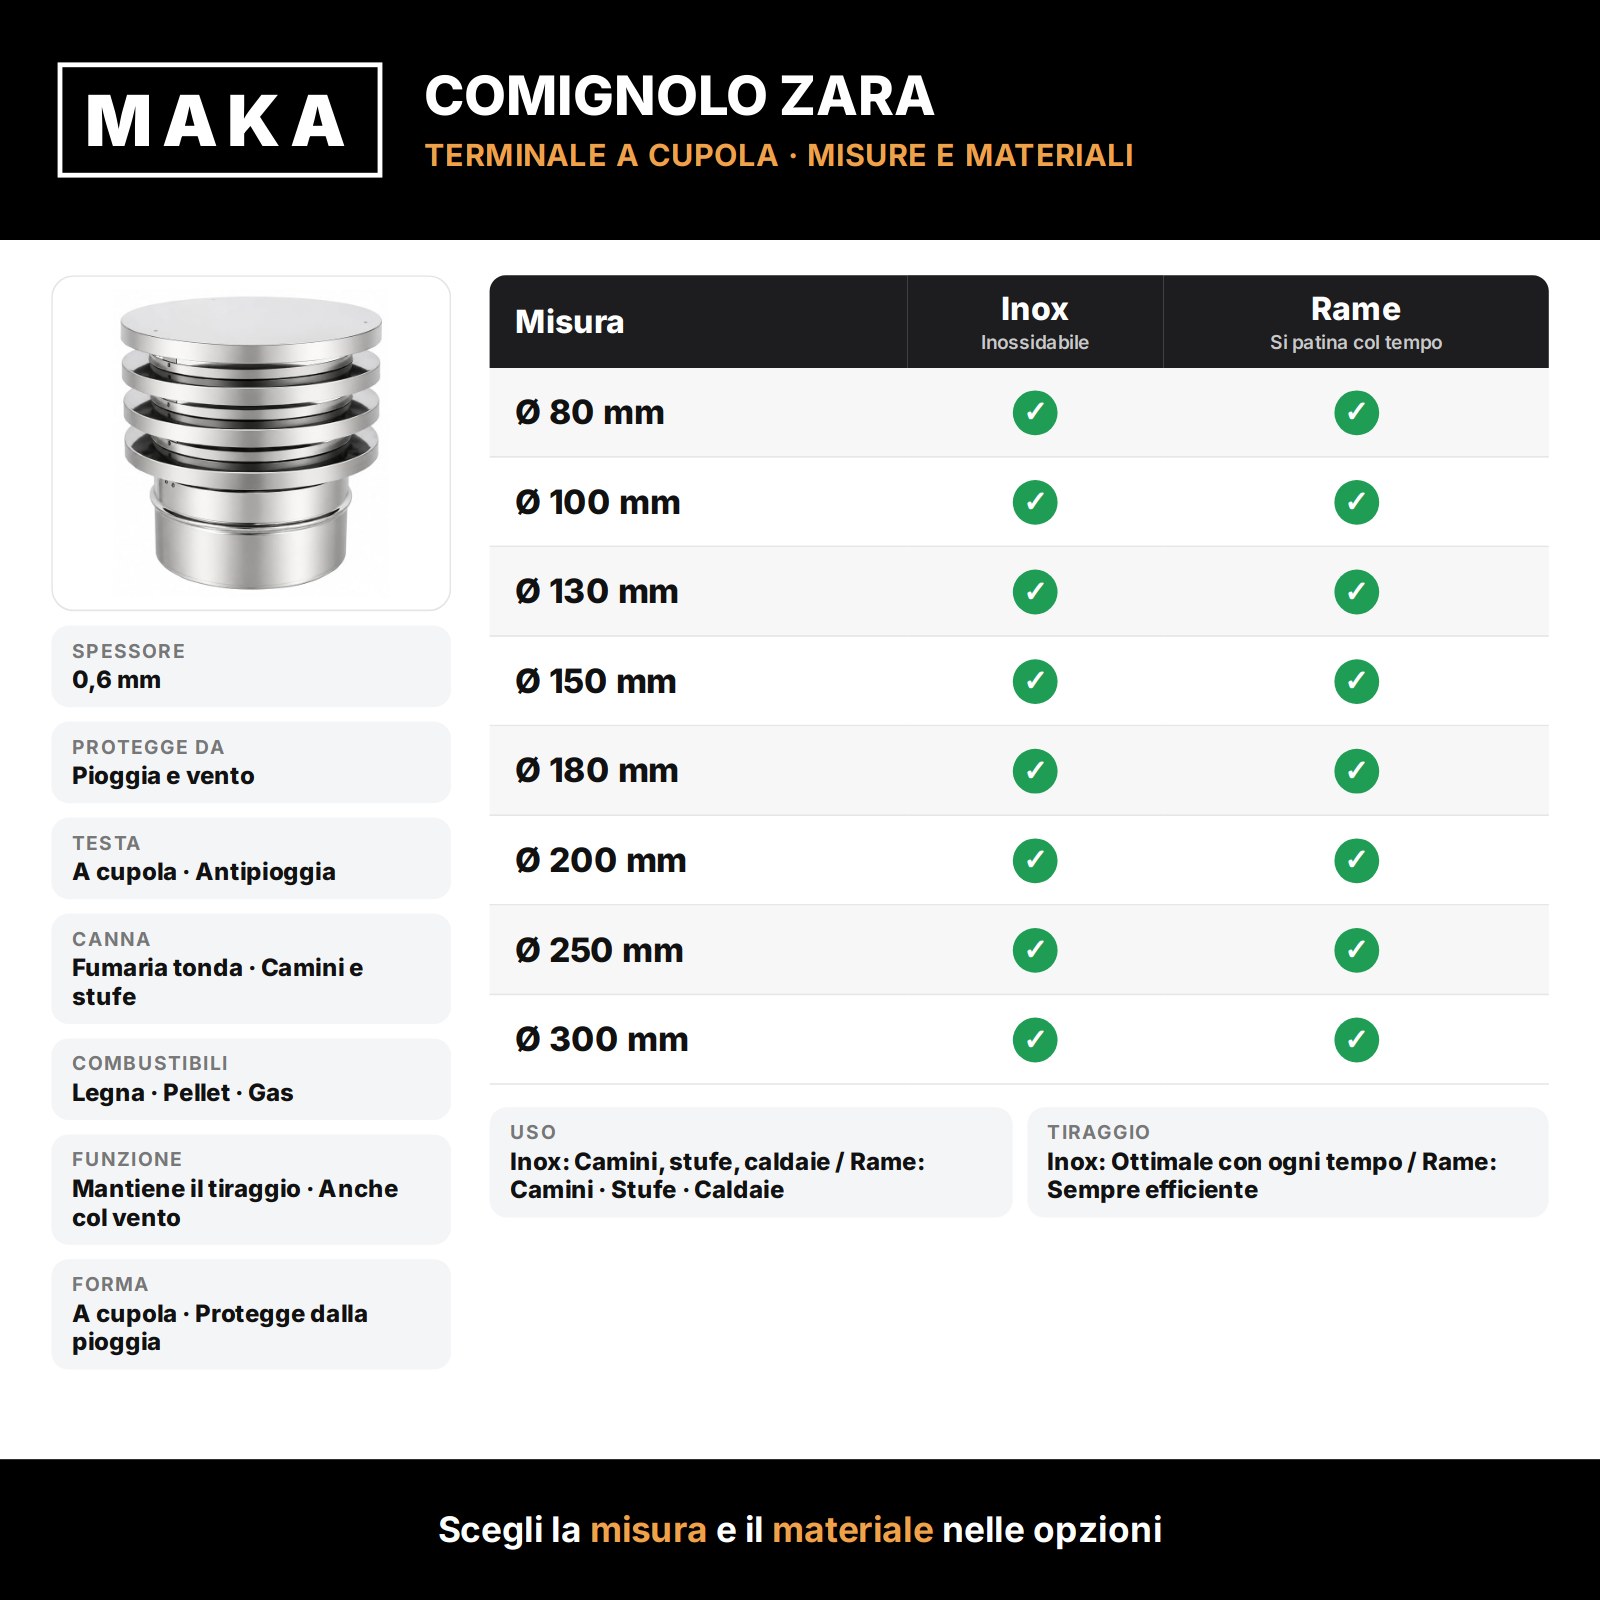 MAKA
COMIGNOLO ZARA
TERMINALE A CUPOLA · MISURE E MATERIALI
SPESSORE
0,6 mm
PROTEGGE DA
Pioggia e vento
TESTA
A cupola · Antipioggia
CANNA
Fumaria tonda · Camini e
stufe
COMBUSTIBILI
Legna · Pellet · Gas
FUNZIONE
Mantiene il tiraggio · Anche
col vento
FORMA
A cupola · Protegge dalla
pioggia
Misura Inox Rame
Inossidabile Si patina col tempo
Ø 80 mm ✓ ✓
Ø 100 mm ✓ ✓
Ø 130 mm ✓ ✓
Ø 150 mm ✓ ✓
Ø 180 mm ✓ ✓
Ø 200 mm ✓ ✓
Ø 250 mm ✓ ✓
Ø 300 mm ✓ ✓
USO
Inox: Camini, stufe, caldaie / Rame:
Camini · Stufe · Caldaie
TIRAGGIO
Inox: Ottimale con ogni tempo / Rame:
Sempre efficiente
Scegli la misura e il materiale nelle opzioni